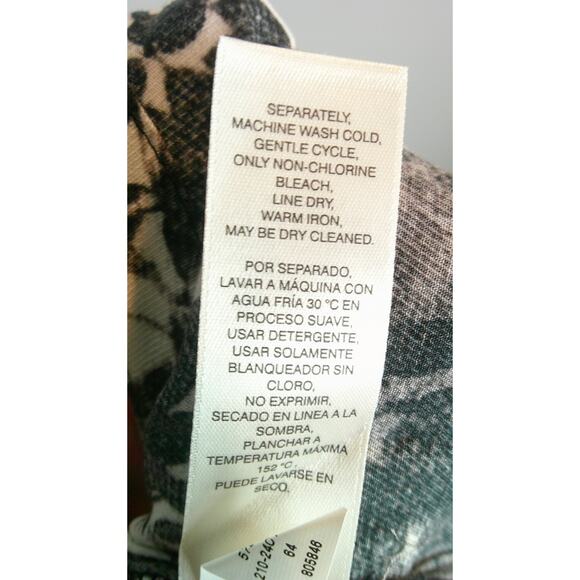 SEPARATELY,
MACHINE WASH COLD,
GENTLE CYCLE,
ONLY NON-CHLORINE
BLEACH,
LINE DRY,
WARM IRON,
MAY BE DRY CLEANED.
POR SEPARADO,
LAVAR A MÁQUINA CON
AGUA FRÍA 30 °C EN
PROCESO SUAVE,
USAR DETERGENTE,
USAR SOLAMENTE
BLANQUEADOR SIN
CLORO,
NO EXPRIMIR,
SECADO EN LINEA A LA
SOMBRA,
PLANCHAR A
TEMPERATURA MÁXIMA
152 °C,
PUEDE LAVARSE EN
SECO.
210-240
64
805846